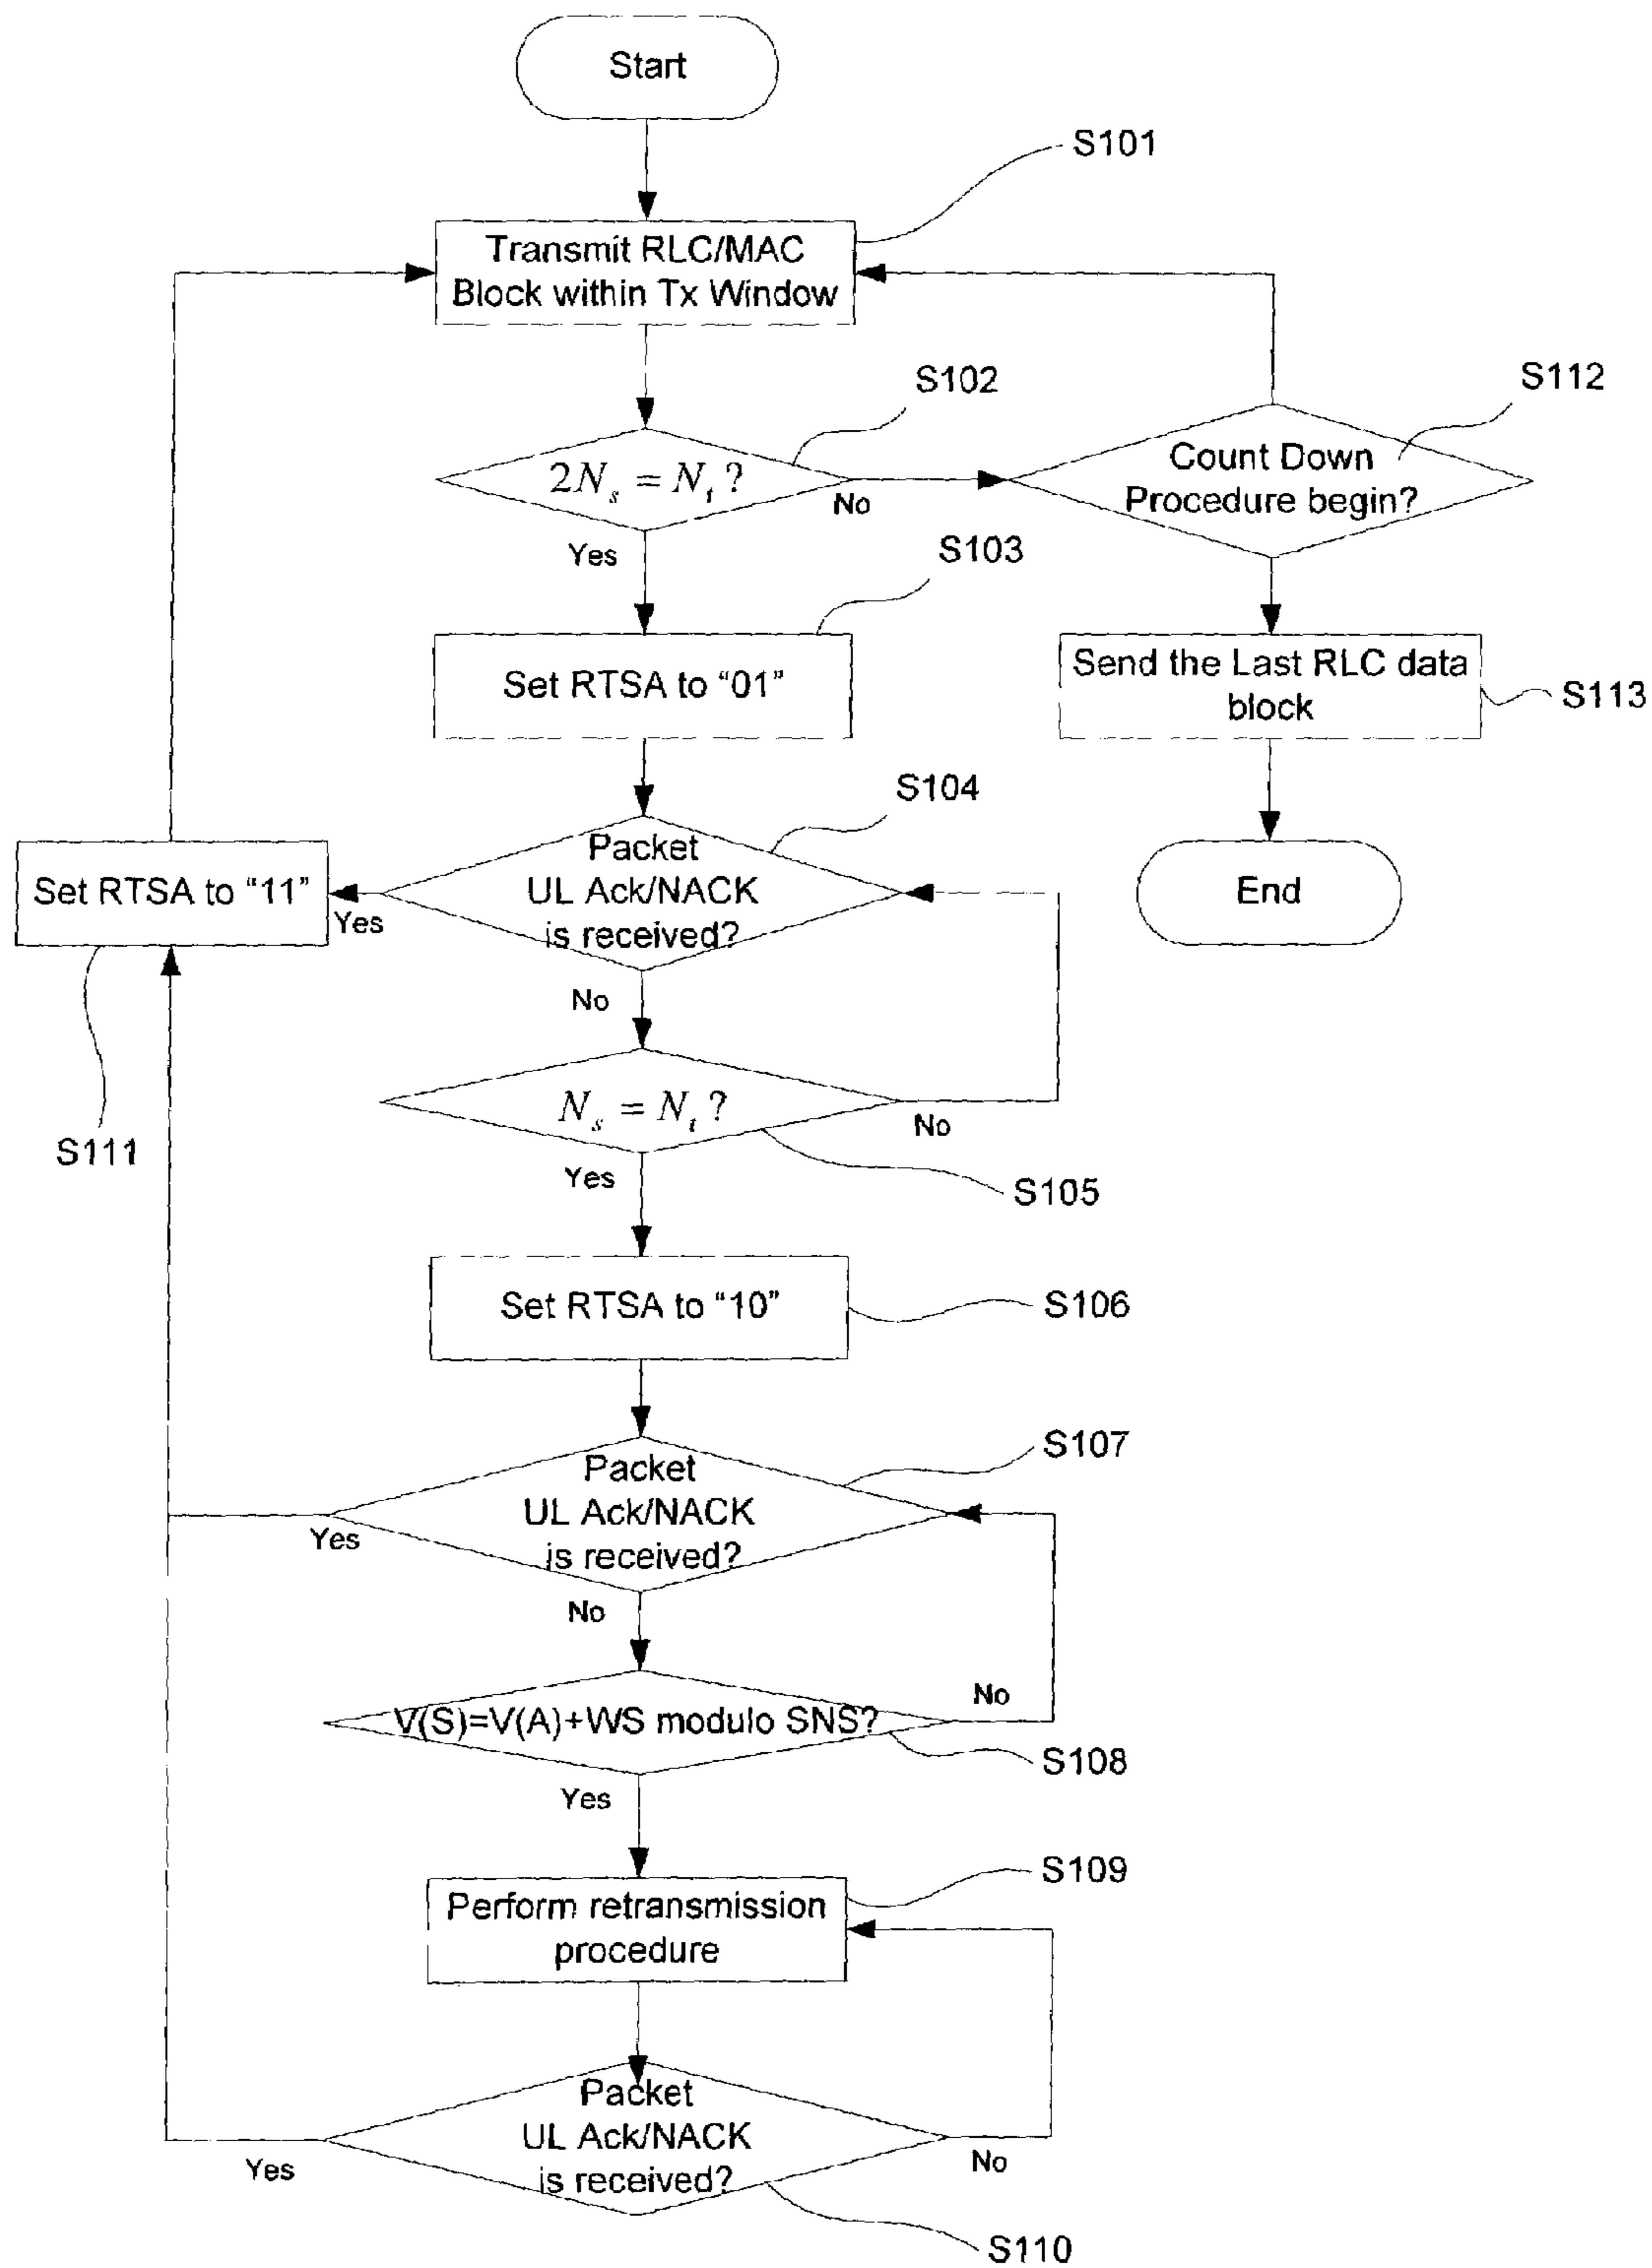 Start
S101
Transmit RLC/MAC
Block within Tx Window
S102
S112
2N_s = N_t ?
No
Count Down
Procedure begin?
Yes
S103
Set RTSA to “01”
Send the Last RLC data
block
S113
S104
Packet
UL Ack/NACK
is received?
Set RTSA to “11”
Yes
End
No
S111
N_s = N_t ?
No
Yes
S105
Set RTSA to “10”
S106
S107
Packet
UL Ack/NACK
is received?
Yes
No
V(S)=V(A)+WS modulo SNS?
No
S108
Yes
S109
Perform retransmission
procedure
Packet
UL Ack/NACK
is received?
Yes
No
S110